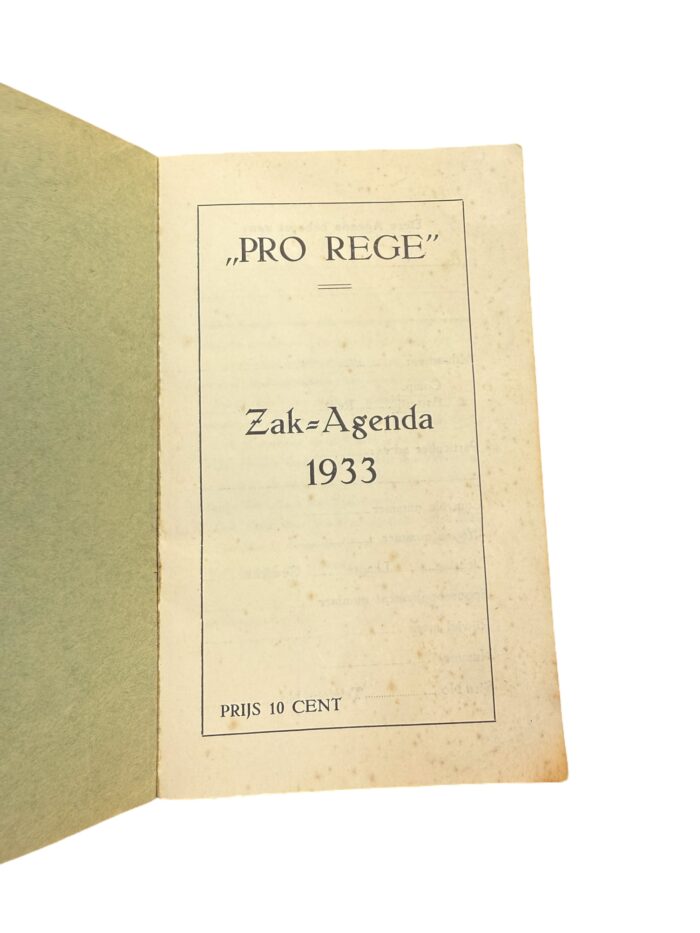 „PRO REGE”
Zak=Agenda
1933
PRIJS 10 CENT